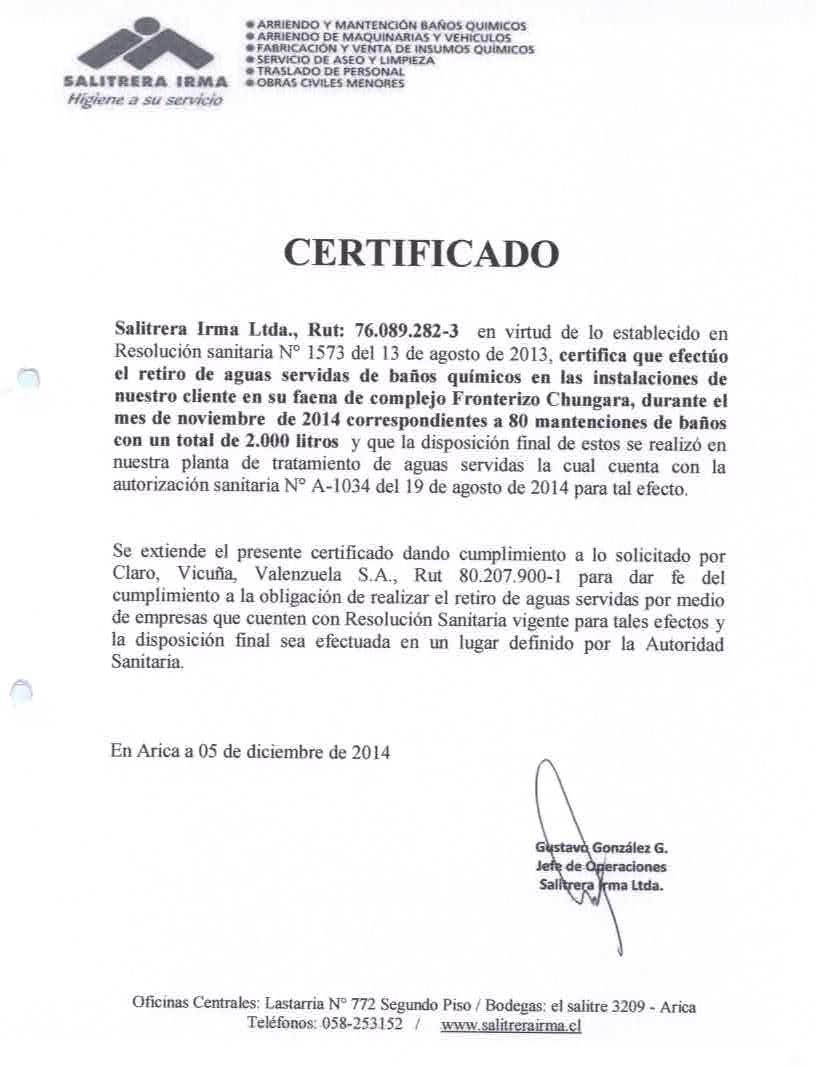 ● ARRIENDO Y MANTENCIÓN BAÑOS QUIMICOS
● ARRIENDO DE MAQUINARIAS Y VEHICULOS
● FABRICACIÓN Y VENTA DE INSUMOS QUÍMICOS
● SERVICIO DE ASEO Y LIMPIEZA
● TRASLADO DE PERSONAL
● OBRAS CIVILES MENORES
SALITRERA IRMA
Higiene a su servicio
CERTIFICADO
Salitrera Irma Ltda., Rut: 76.089.282-3 en virtud de lo establecido en
Resolución sanitaria N° 1573 del 13 de agosto de 2013, certifica que efectúo
el retiro de aguas servidas de baños químicos en las instalaciones de
nuestro cliente en su faena de complejo Fronterizo Chungara, durante el
mes de noviembre de 2014 correspondientes a 80 mantenciones de baños
con un total de 2.000 litros y que la disposición final de estos se realizó en
nuestra planta de tratamiento de aguas servidas la cual cuenta con la
autorización sanitaria N° A-1034 del 19 de agosto de 2014 para tal efecto.
Se extiende el presente certificado dando cumplimiento a lo solicitado por
Claro, Vicuña, Valenzuela S.A., Rut 80.207.900-1 para dar fe del
cumplimiento a la obligación de realizar el retiro de aguas servidas por medio
de empresas que cuenten con Resolución Sanitaria vigente para tales efectos y
la disposición final sea efectuada en un lugar definido por la Autoridad
Sanitaria.
En Arica a 05 de diciembre de 2014
Gustavo González G.
Jefe de Operaciones
Salitrera Irma Ltda.
Oficinas Centrales: Lastarria N° 772 Segundo Piso / Bodegas: el salitre 3209 - Arica
Teléfonos: 058-253152 / www.salitrerairma.cl